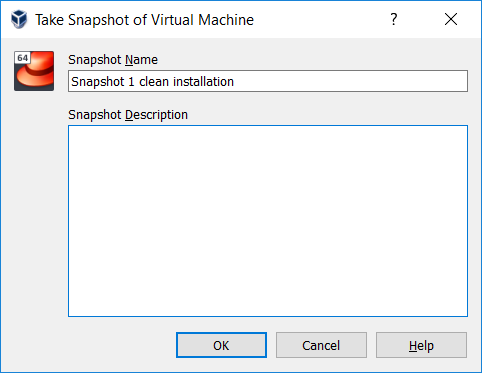 Take Snapshot of Virtual Machine
?
64
Snapshot Name
Snapshot 1 clean installation
Snapshot Description
OK Cancel Help